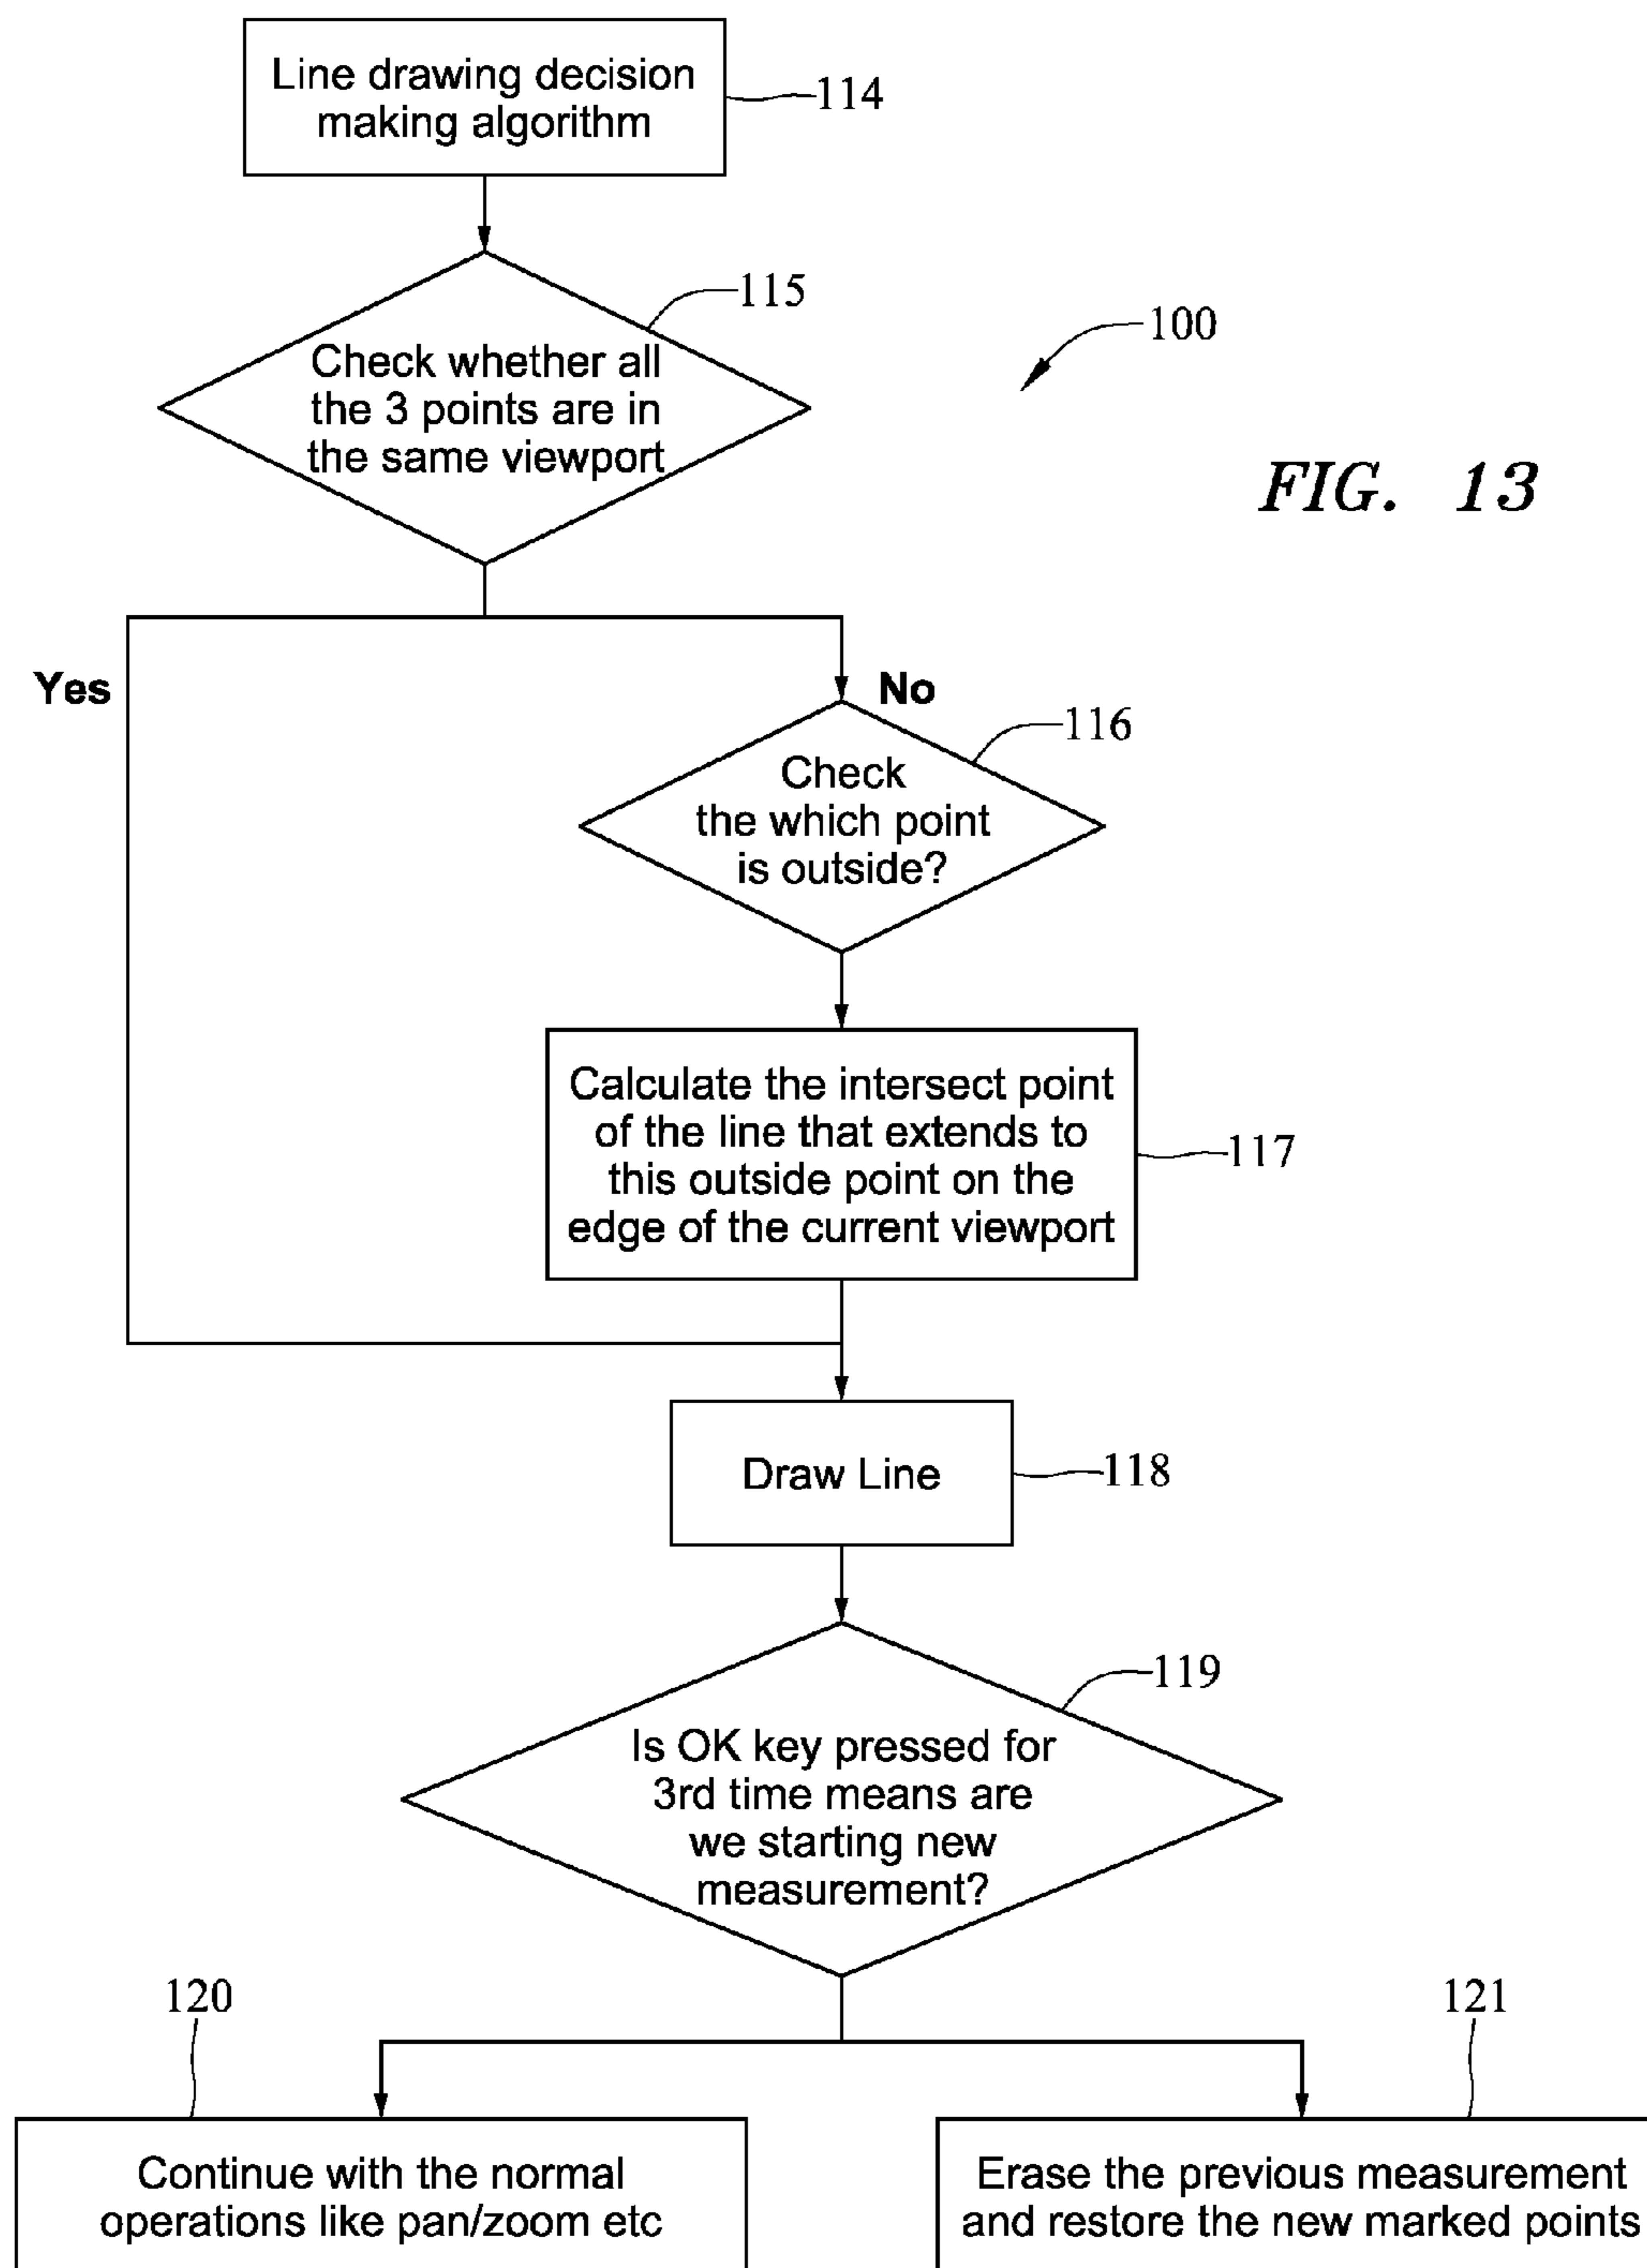 Line drawing decision
making algorithm
114
115
Check whether all
the 3 points are in
the same viewport
100
FIG. 13
Yes
No
116
Check
the which point
is outside?
Calculate the intersect point
of the line that extends to
this outside point on the
edge of the current viewport
117
Draw Line
118
119
Is OK key pressed for
3rd time means are
we starting new
measurement?
120
121
Continue with the normal
operations like pan/zoom etc
Erase the previous measurement
and restore the new marked points